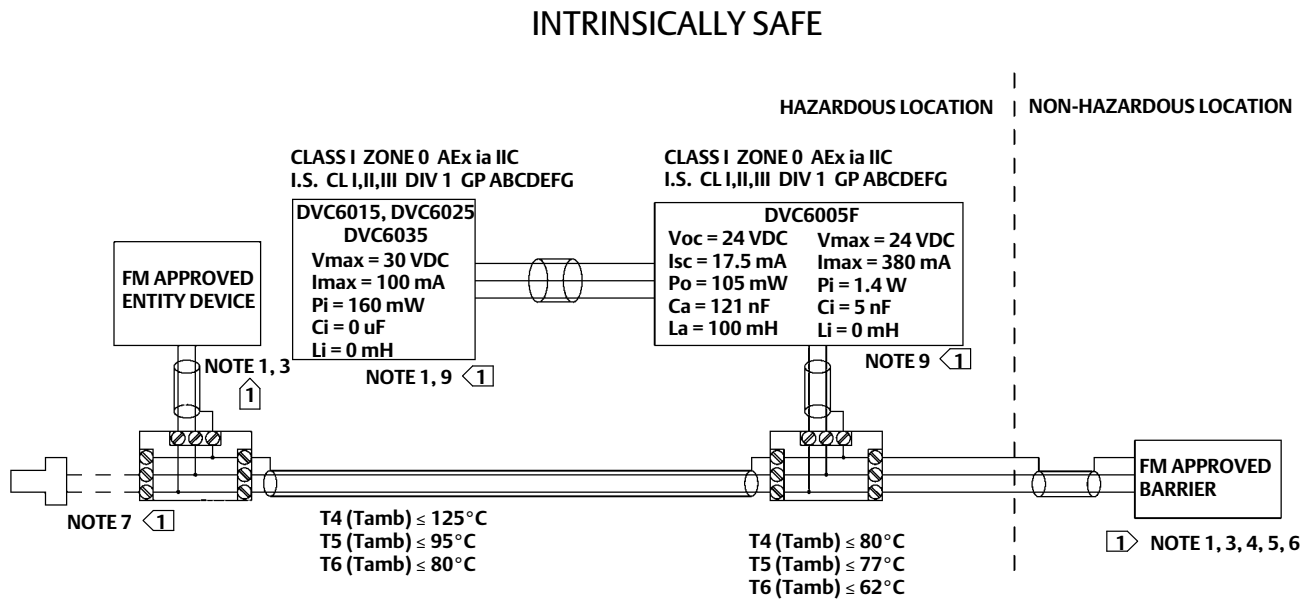 INTRINSICALLY SAFE
HAZARDOUS LOCATION
NON-HAZARDOUS LOCATION
CLASS I ZONE 0 AEx ia IIC
I.S. CL I,II,III DIV 1 GP ABCDEFG
CLASS I ZONE 0 AEx ia IIC
I.S. CL I,II,III DIV 1 GP ABCDEFG
FM APPROVED
ENTITY DEVICE
DVC6015, DVC6025
DVC6035
Vmax = 30 VDC
Imax = 100 mA
Pi = 160 mW
Ci = 0 uF
Li = 0 mH
DVC6005F
Voc = 24 VDC
Isc = 17.5 mA
Po = 105 mW
Ca = 121 nF
La = 100 mH
Vmax = 24 VDC
Imax = 380 mA
Pi = 1.4 W
Ci = 5 nF
Li = 0 mH
NOTE 1, 3
1
NOTE 1, 9 1
NOTE 9 1
FM APPROVED
BARRIER
NOTE 7 1
T4 (Tamb) ≤ 125°C
T5 (Tamb) ≤ 95°C
T6 (Tamb) ≤ 80°C
T4 (Tamb) ≤ 80°C
T5 (Tamb) ≤ 77°C
T6 (Tamb) ≤ 62°C
1 NOTE 1, 3, 4, 5, 6